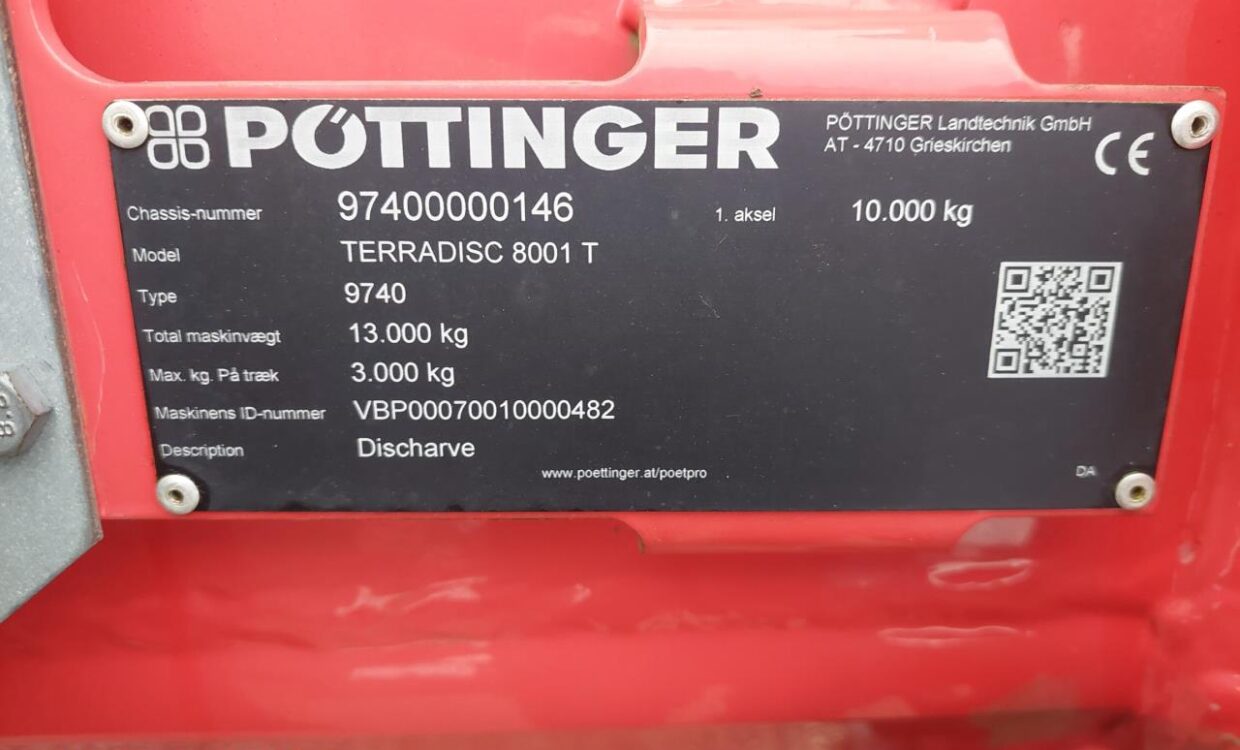 PÖTTINGER
PÖTTINGER Landtechnik GmbH
AT - 4710 Grieskirchen
CE
Chassis-nummer 97400000146 1. aksel 10.000 kg
Model TERRADISC 8001 T
Type 9740
Total maskinvægt 13.000 kg
Max. kg. På træk 3.000 kg
Maskinens ID-nummer VBP00070010000482
Description Discharve
www.poettinger.at/poetpro
DA
8.8